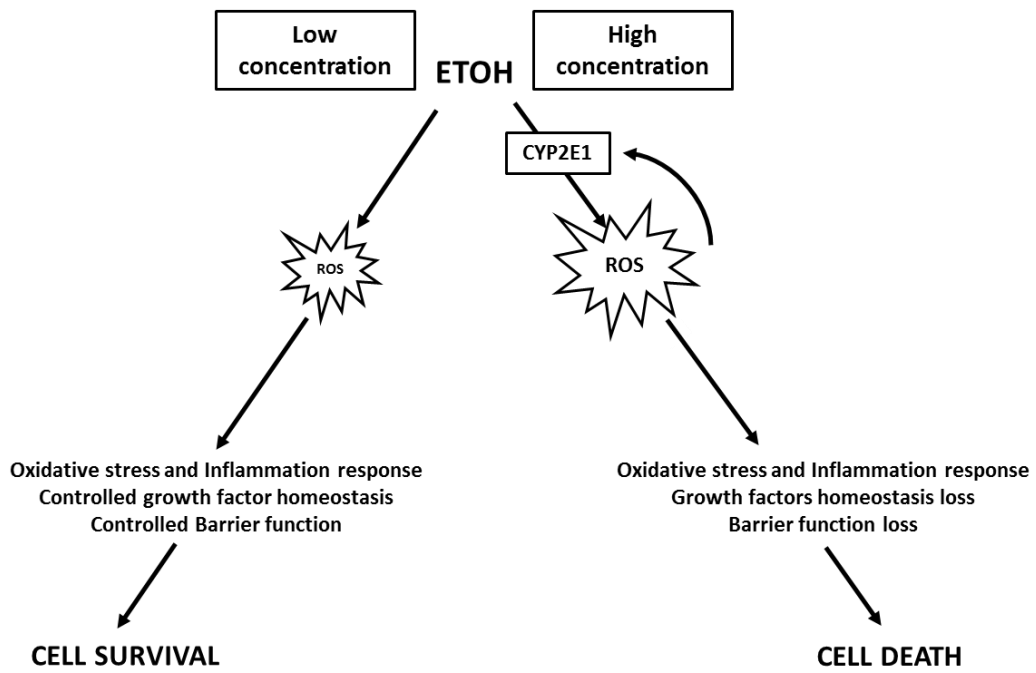 Low
concentration
ETOH
High
concentration
CYP2E1
ROS
ROS
Oxidative stress and Inflammation response
Controlled growth factor homeostasis
Controlled Barrier function
Oxidative stress and Inflammation response
Growth factors homeostasis loss
Barrier function loss
CELL SURVIVAL
CELL DEATH